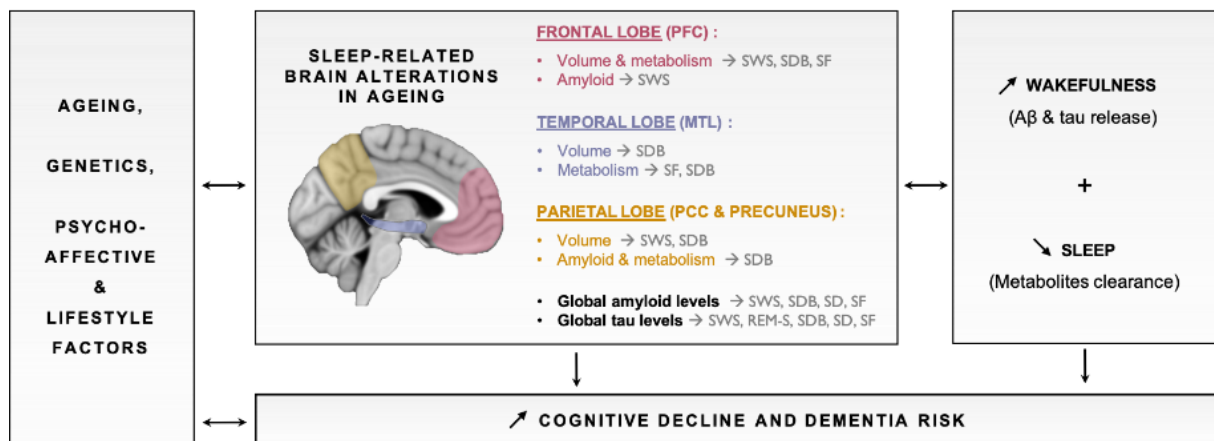 AGEING,
GENETICS,
PSYCHO-
AFFECTIVE
&
LIFESTYLE
FACTORS
SLEEP-RELATED
BRAIN ALTERATIONS
IN AGEING
FRONTAL LOBE (PFC) :
• Volume & metabolism → SWS, SDB, SF
• Amyloid → SWS
TEMPORAL LOBE (MTL) :
• Volume → SDB
• Metabolism → SF, SDB
PARIETAL LOBE (PCC & PRECUNEUS) :
• Volume → SWS, SDB
• Amyloid & metabolism → SDB
• Global amyloid levels → SWS, SDB, SD, SF
• Global tau levels → SWS, REM-S, SDB, SD, SF
↗ WAKEFULNESS
(Aβ & tau release)
+
↘ SLEEP
(Metabolites clearance)
↗ COGNITIVE DECLINE AND DEMENTIA RISK